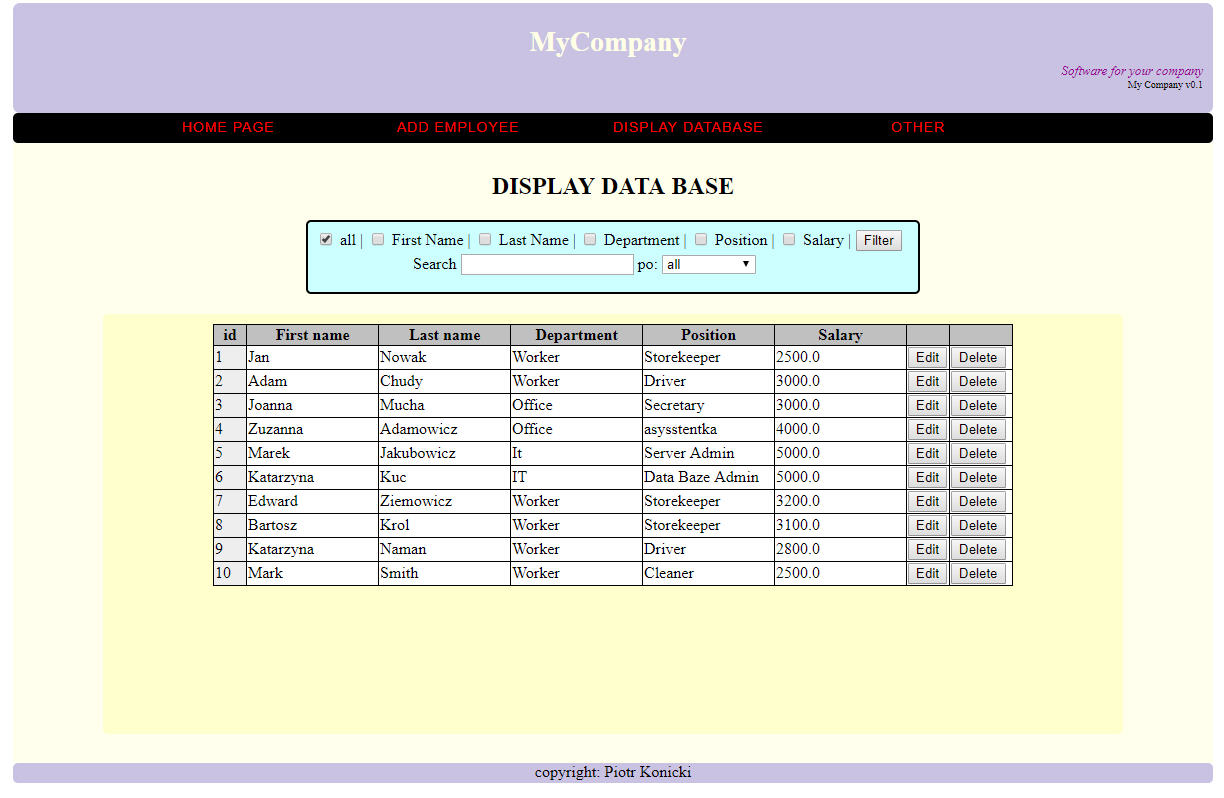 MyCompany
Software for your company
My Company v0.1
HOME PAGE ADD EMPLOYEE DISPLAY DATABASE OTHER
DISPLAY DATA BASE
all | First Name | Last Name | Department | Position | Salary | Filter
Search po: all
id First name Last name Department Position Salary
1 Jan Nowak Worker Storekeeper 2500.0 Edit Delete
2 Adam Chudy Worker Driver 3000.0 Edit Delete
3 Joanna Mucha Office Secretary 3000.0 Edit Delete
4 Zuzanna Adamowicz Office asysstentka 4000.0 Edit Delete
5 Marek Jakubowicz It Server Admin 5000.0 Edit Delete
6 Katarzyna Kuc IT Data Baze Admin 5000.0 Edit Delete
7 Edward Ziemowicz Worker Storekeeper 3200.0 Edit Delete
8 Bartosz Krol Worker Storekeeper 3100.0 Edit Delete
9 Katarzyna Naman Worker Driver 2800.0 Edit Delete
10 Mark Smith Worker Cleaner 2500.0 Edit Delete
copyright: Piotr Konicki